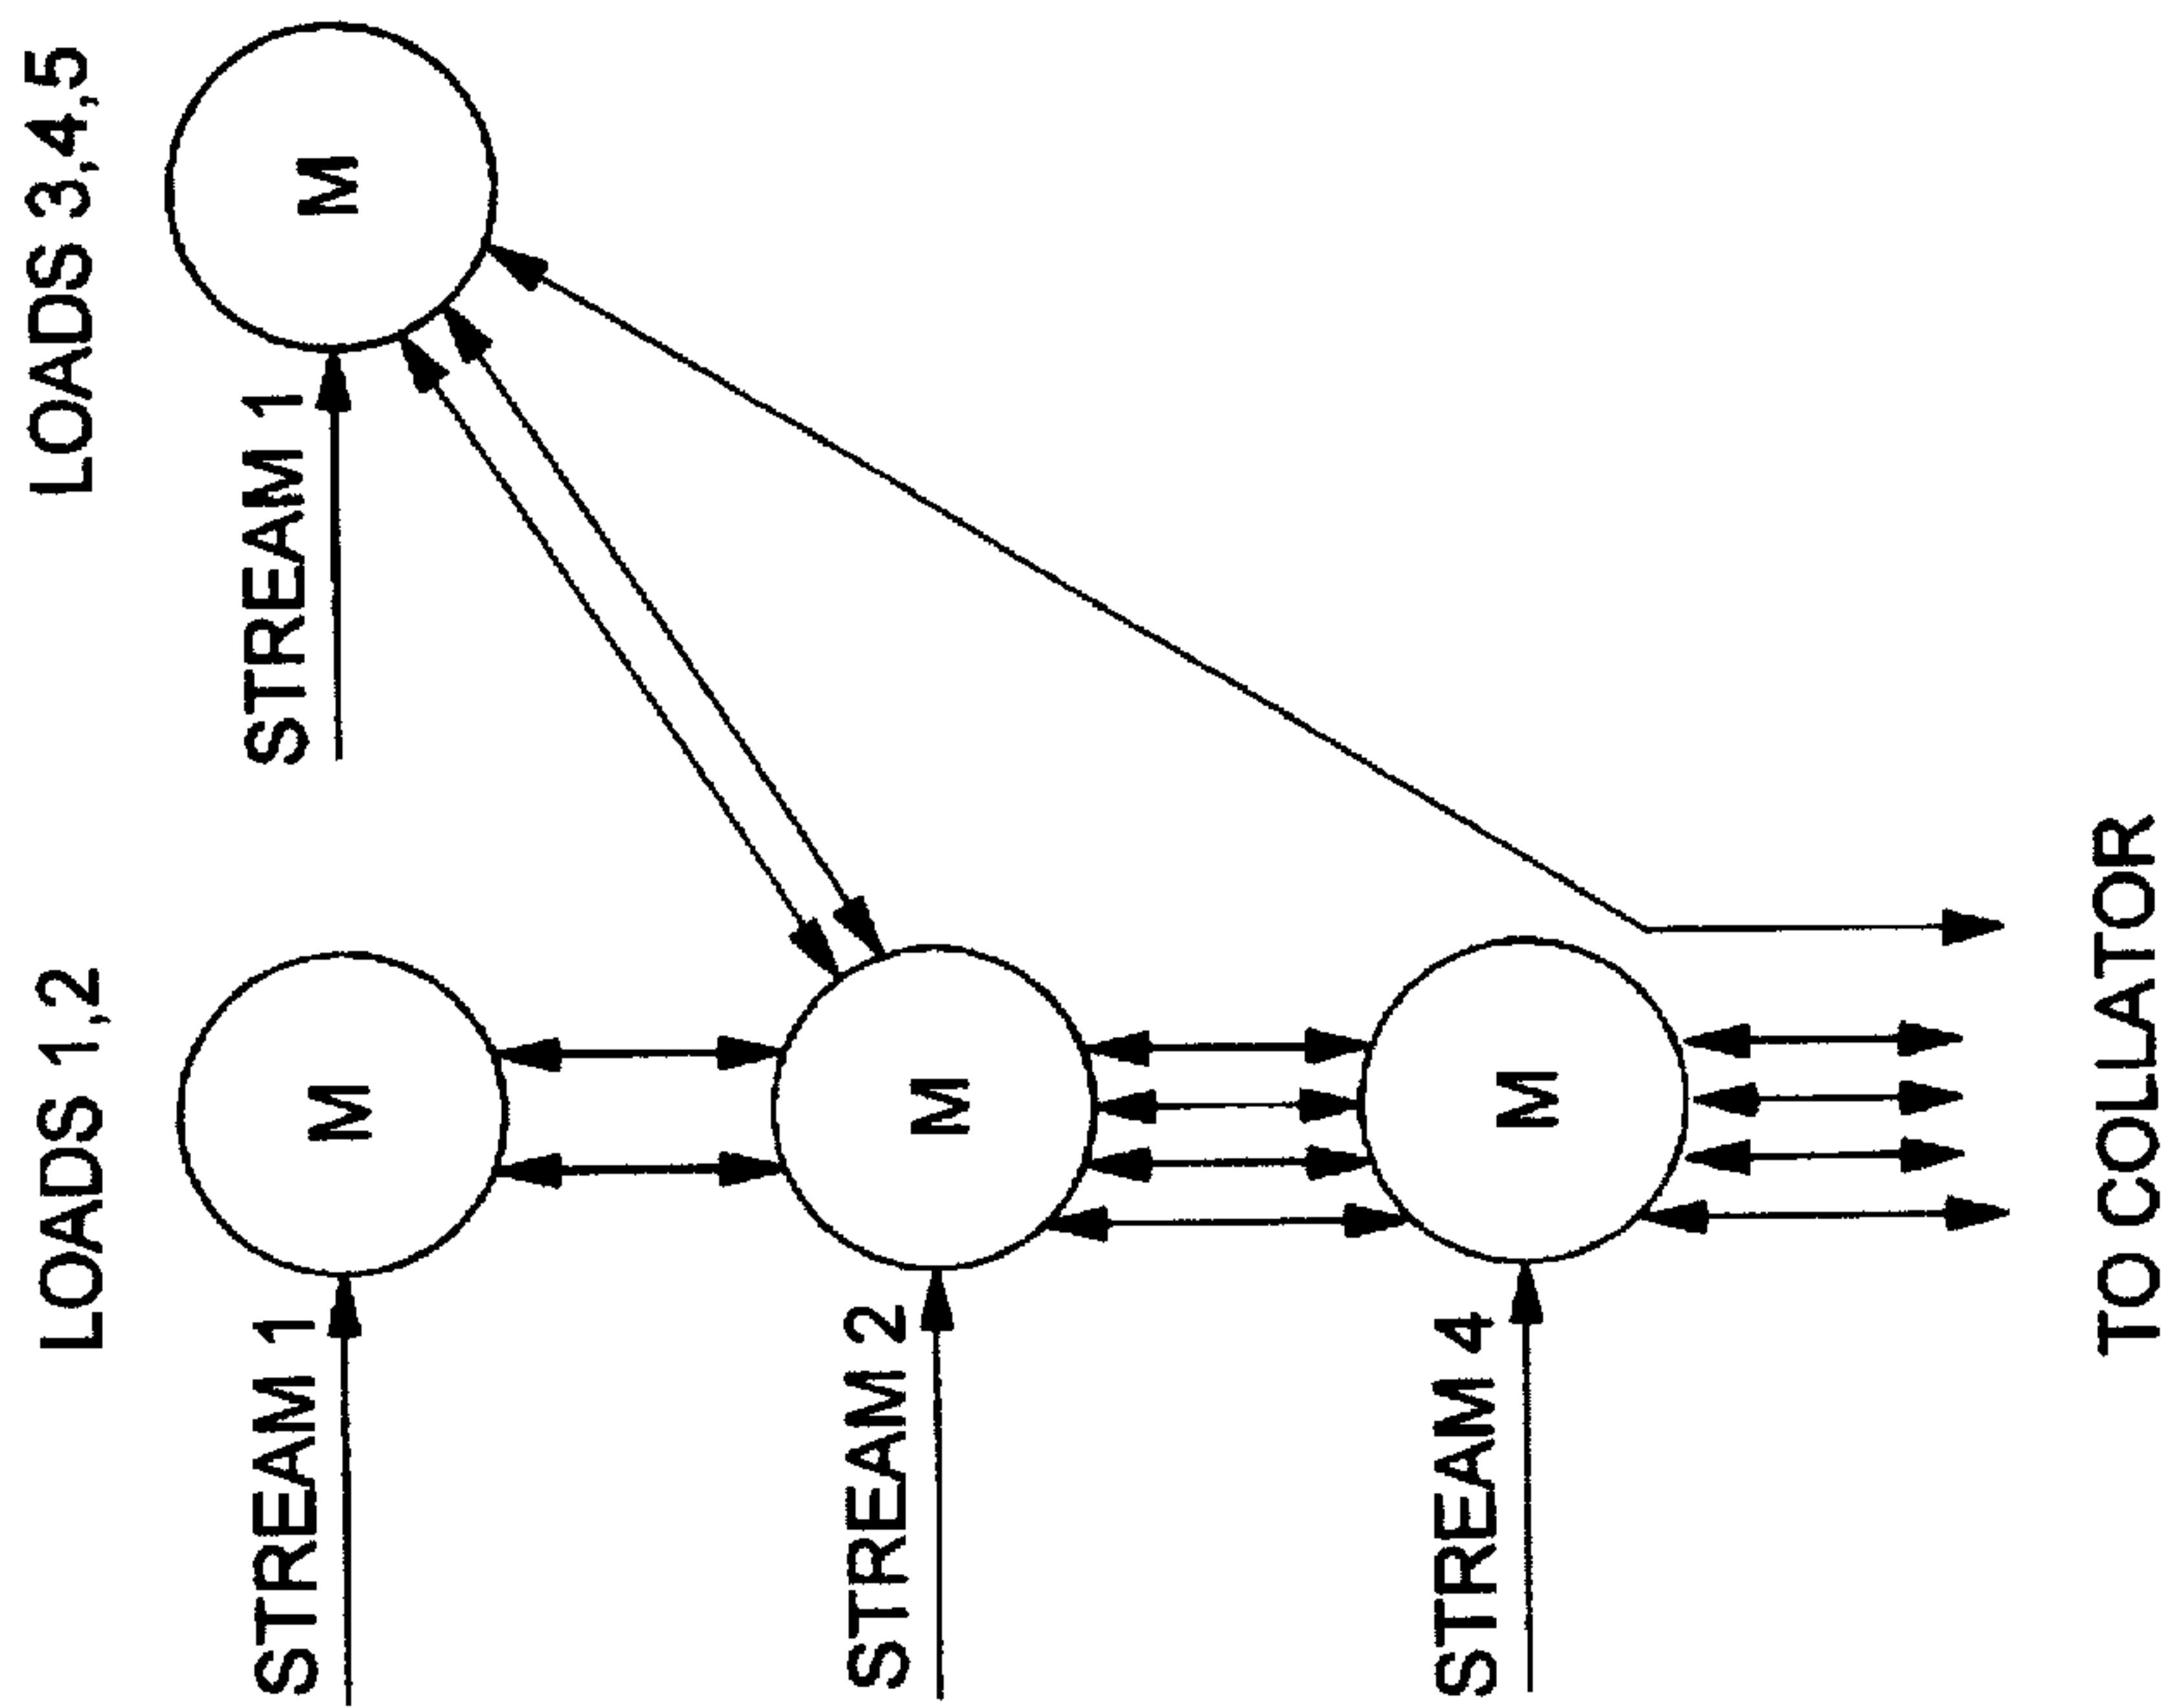 LOADS 1,2
LOADS 3,4,5
STREAM 1
M
STREAM 1
M
STREAM 2
M
STREAM 4
M
TO COLLATOR